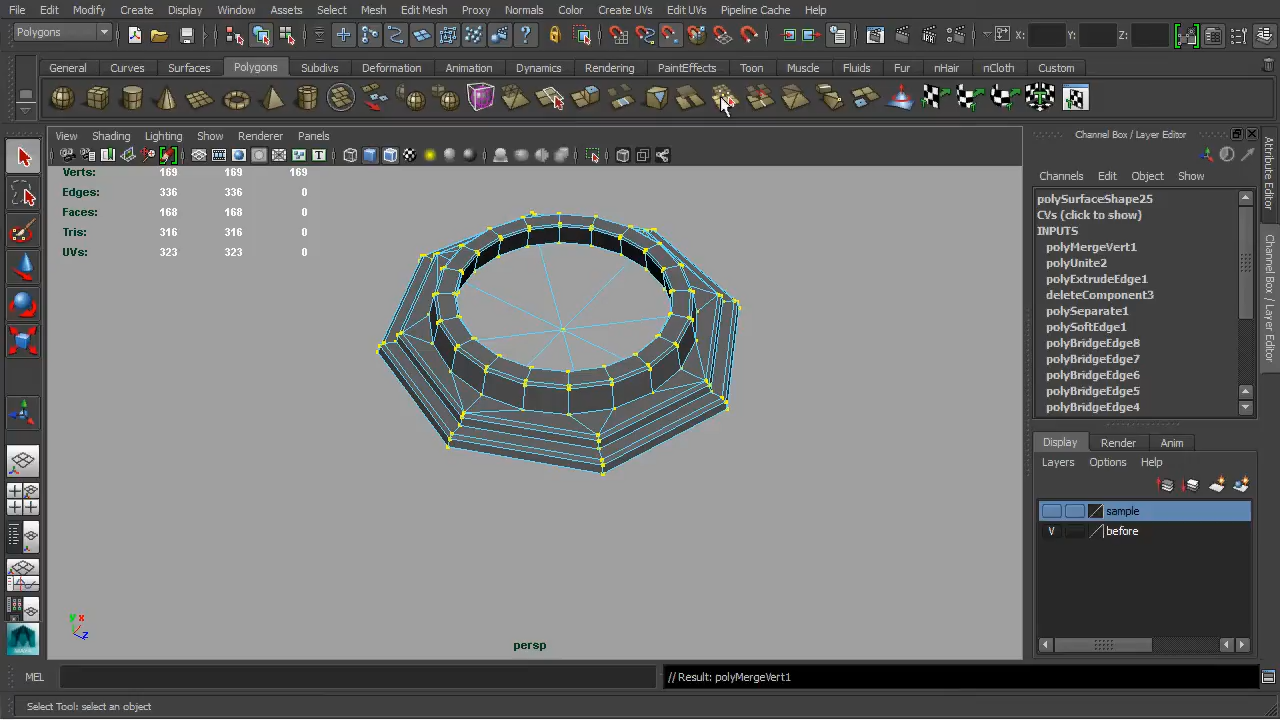 File Edit Modify Create Display Window Assets Select Mesh Edit Mesh Proxy Normals Color Create UVs Edit UVs Pipeline Cache Help
Polygons X: Y: Z:
General Curves Surfaces Polygons Subdivs Deformation Animation Dynamics Rendering PaintEffects Toon Muscle Fluids Fur nHair nCloth Custom
View Shading Lighting Show Renderer Panels
Channel Box / Layer Editor
Verts: 169 169 169
Edges: 336 336 0
Faces: 168 168 0
Tris: 316 316 0
UVs: 323 323 0
Channels Edit Object Show
polySurfaceShape25
CVs (click to show)
INPUTS
polyMergeVert1
polyUnite2
polyExtrudeEdge1
deleteComponent3
polySeparate1
polySoftEdge1
polyBridgeEdge8
polyBridgeEdge7
polyBridgeEdge6
polyBridgeEdge5
polyBridgeEdge4
Attribute Editor
Channel Box / Layer Editor
Display Render Anim
Layers Options Help
sample
V before
y x
z
persp
MEL // Result: polyMergeVert1
Select Tool: select an object